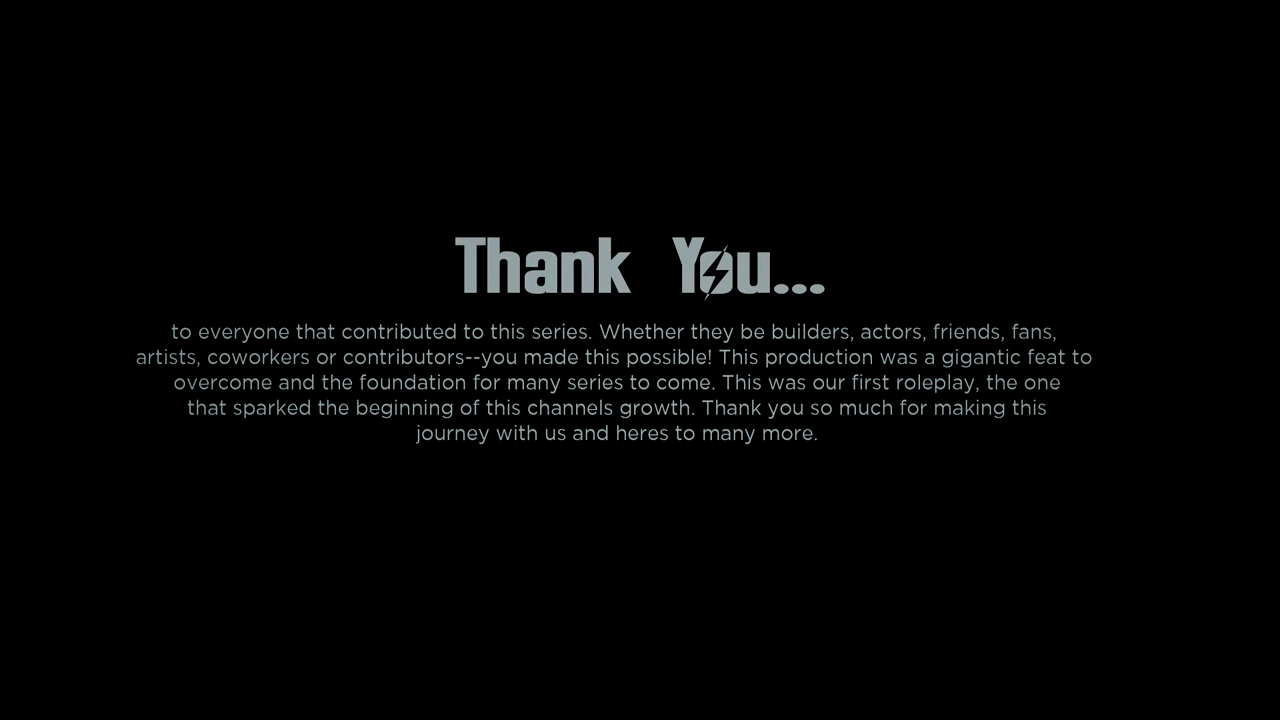 Thank You...
to everyone that contributed to this series. Whether they be builders, actors, friends, fans,
artists, coworkers or contributors--you made this possible! This production was a gigantic feat to
overcome and the foundation for many series to come. This was our first roleplay, the one
that sparked the beginning of this channels growth. Thank you so much for making this
journey with us and heres to many more.